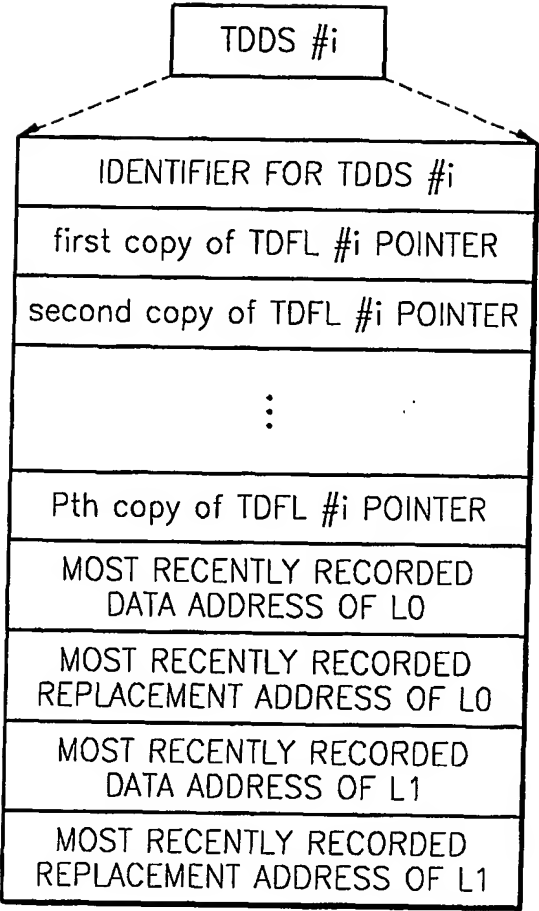 TDDS #i
IDENTIFIER FOR TDDS #i
first copy of TDFL #i POINTER
second copy of TDFL #i POINTER
⋮
Pth copy of TDFL #i POINTER
MOST RECENTLY RECORDED
DATA ADDRESS OF L0
MOST RECENTLY RECORDED
REPLACEMENT ADDRESS OF L0
MOST RECENTLY RECORDED
DATA ADDRESS OF L1
MOST RECENTLY RECORDED
REPLACEMENT ADDRESS OF L1